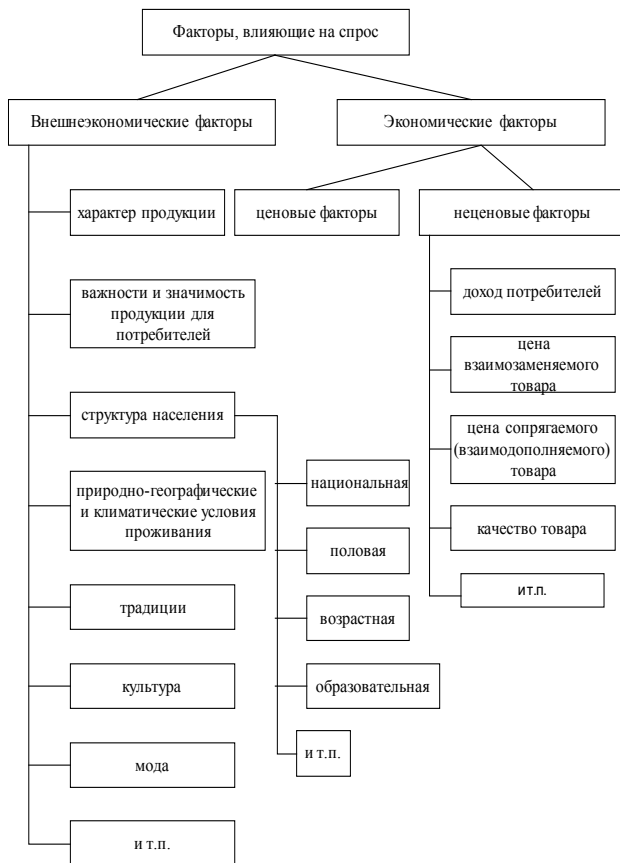 Факторы, влияющие на спрос
Внешнеэкономические факторы
Экономические факторы
характер продукции
ценовые факторы
неценовые факторы
важности и значимость
продукции для
потребителей
доход потребителей
цена
взаимозаменяемого
товара
структура населения
цена сопрягаемого
(взаимодополняемого)
товара
национальная
природно-географические
и климатические условия
проживания
качество товара
половая
и т.п.
традиции
возрастная
культура
образовательная
и т.п.
мода
и т.п.